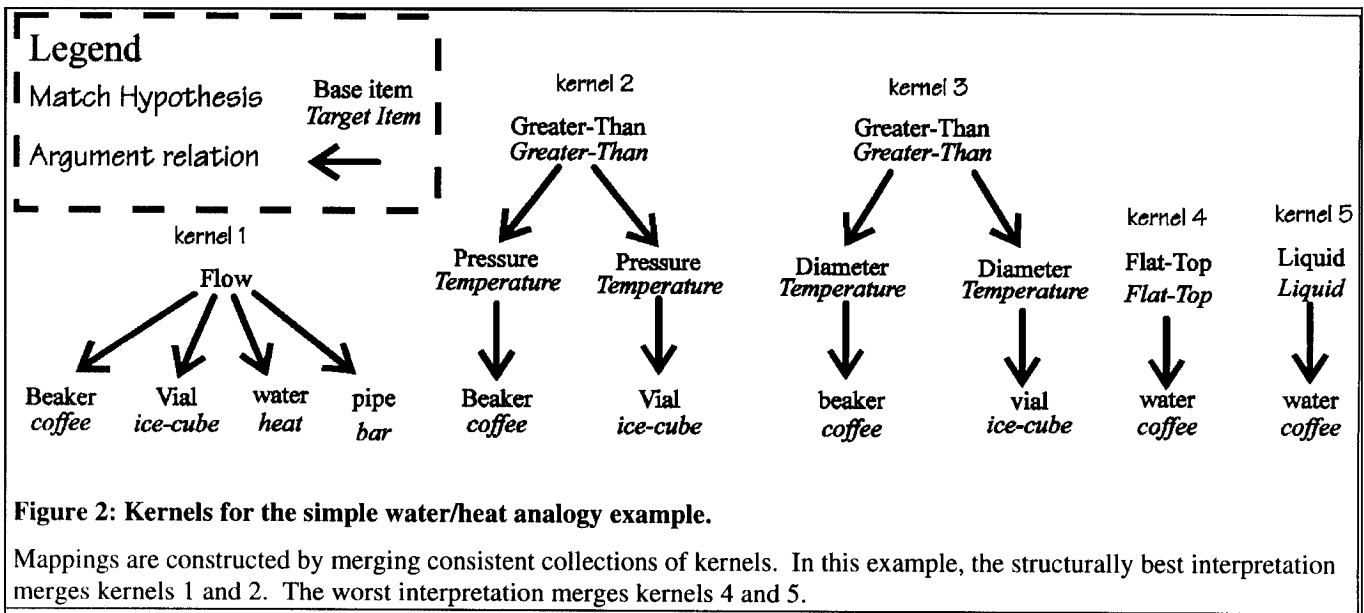 Legend
Match Hypothesis
Base item
Target Item
Argument relation
kernel 1
Flow
Beaker
coffee
Vial
ice-cube
water
heat
pipe
bar
kernel 2
Greater-Than
Greater-Than
Pressure
Temperature
Pressure
Temperature
Beaker
coffee
Vial
ice-cube
kernel 3
Greater-Than
Greater-Than
Diameter
Temperature
Diameter
Temperature
beaker
coffee
vial
ice-cube
kernel 4
Flat-Top
Flat-Top
water
coffee
kernel 5
Liquid
Liquid
water
coffee
Figure 2: Kernels for the simple water/heat analogy example.
Mappings are constructed by merging consistent collections of kernels. In this example, the structurally best interpretation
merges kernels 1 and 2. The worst interpretation merges kernels 4 and 5.